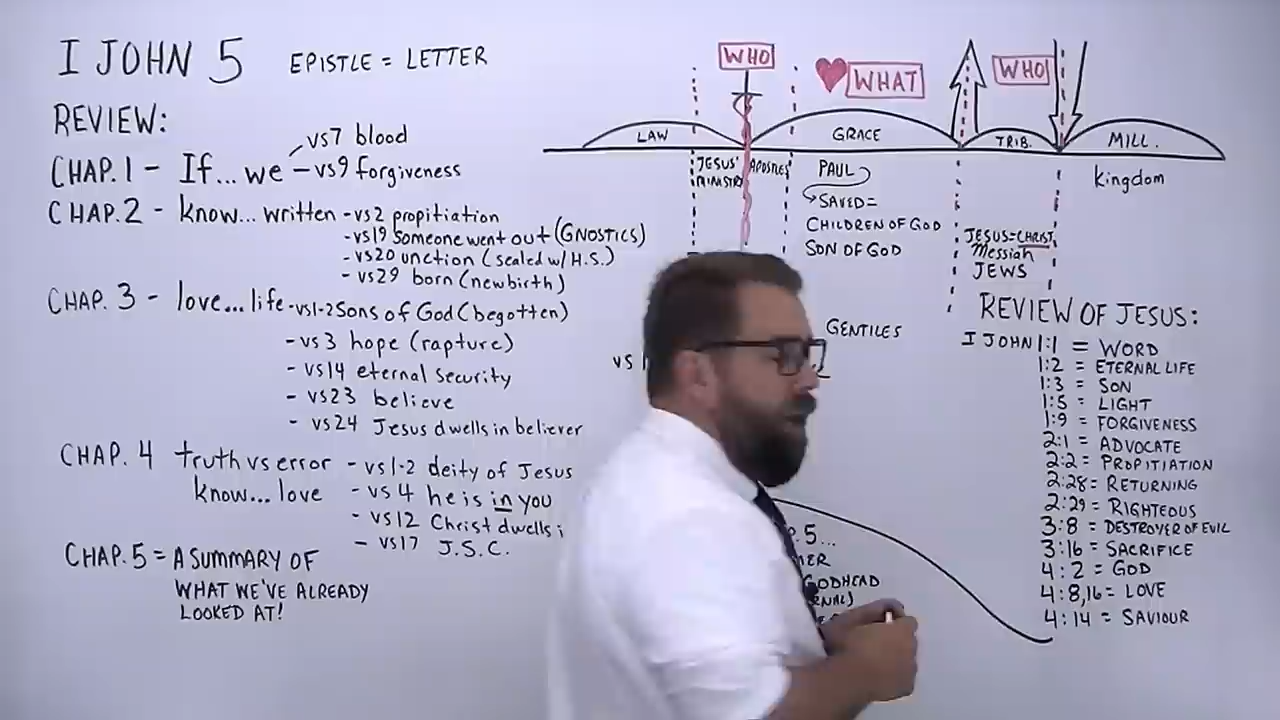 I JOHN 5 EPISTLE = LETTER
REVIEW:
CHAP. 1 - If... we - vs7 blood
- vs9 forgiveness
CHAP. 2 - know... written - vs2 propitiation
- vs19 Someone went out (GNOSTICS)
- vs20 unction (sealed w/ H.S.)
- vs29 born (newbirth)
CHAP. 3 - love... life - vs1-2 Sons of God (begotten)
- vs3 hope (rapture)
- vs14 eternal security
- vs23 believe
- vs24 Jesus dwells in believer
CHAP. 4 truth vs error - vs1-2 deity of Jesus
know... love - vs4 he is in you
- vs12 Christ dwells
- vs17 J.S.C.
CHAP. 5 = A SUMMARY OF
WHAT WE'VE ALREADY
LOOKED AT!
WHO WHAT WHO
LAW GRACE TRIB. MILL.
JESUS' MINISTRY
APOSTLES
PAUL
SAVED =
CHILDREN OF GOD
SON OF GOD
Kingdom
JESUS = CHRIST
Messiah
JEWS
GENTILES
VS
5...
GODHEAD
REVIEW OF JESUS:
I JOHN 1:1 = WORD
1:2 = ETERNAL LIFE
1:3 = SON
1:5 = LIGHT
1:9 = FORGIVENESS
2:1 = ADVOCATE
2:2 = PROPITIATION
2:28 = RETURNING
2:29 = RIGHTEOUS
3:8 = DESTROYER OF EVIL
3:16 = SACRIFICE
4:2 = GOD
4:8,16 = LOVE
4:14 = SAVIOUR